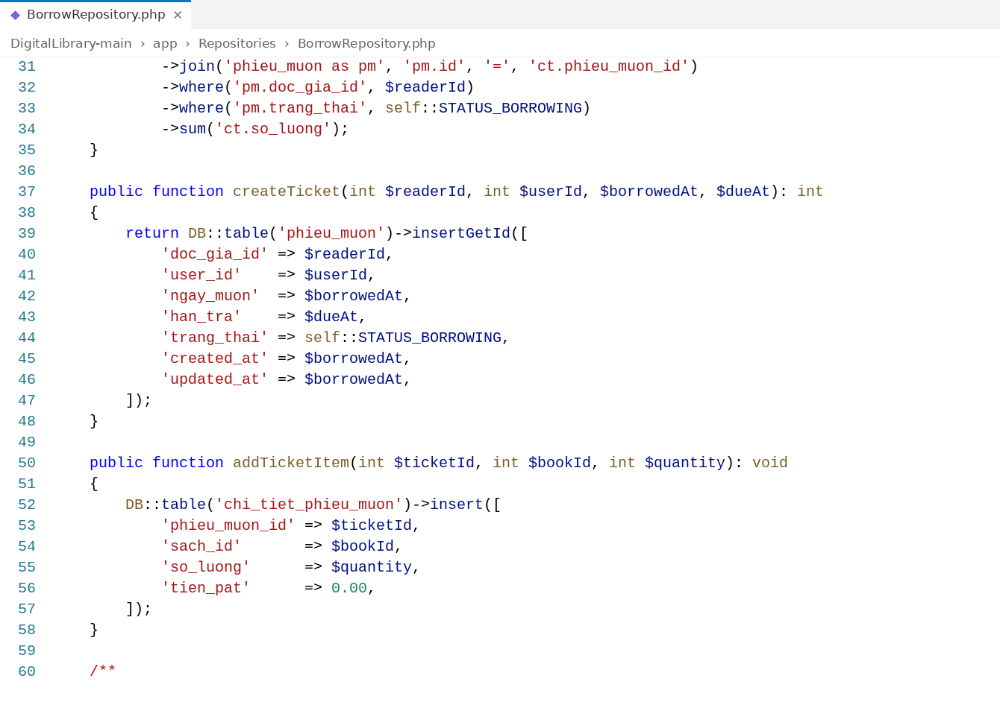 BorrowRepository.php ×
DigitalLibrary-main › app › Repositories › BorrowRepository.php
31 ->join('phieu_muon as pm', 'pm.id', '=', 'ct.phieu_muon_id')
32 ->where('pm.doc_gia_id', $readerId)
33 ->where('pm.trang_thai', self::STATUS_BORROWING)
34 ->sum('ct.so_luong');
35 }
36
37 public function createTicket(int $readerId, int $userId, $borrowedAt, $dueAt): int
38 {
39 return DB::table('phieu_muon')->insertGetId([
40 'doc_gia_id' => $readerId,
41 'user_id' => $userId,
42 'ngay_muon' => $borrowedAt,
43 'han_tra' => $dueAt,
44 'trang_thai' => self::STATUS_BORROWING,
45 'created_at' => $borrowedAt,
46 'updated_at' => $borrowedAt,
47 ]);
48 }
49
50 public function addTicketItem(int $ticketId, int $bookId, int $quantity): void
51 {
52 DB::table('chi_tiet_phieu_muon')->insert([
53 'phieu_muon_id' => $ticketId,
54 'sach_id' => $bookId,
55 'so_luong' => $quantity,
56 'tien_pat' => 0.00,
57 ]);
58 }
59
60 /**